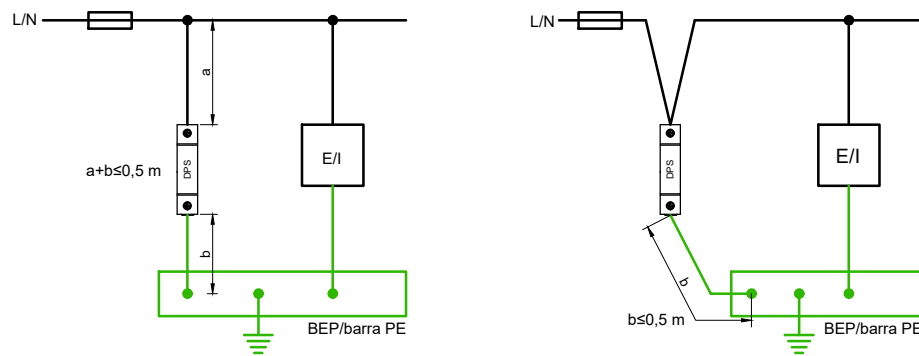 L/N
a
DPS
E/I
a+b≤0,5 m
b
BEP/barra PE
L/N
DPS
E/I
b
b≤0,5 m
BEP/barra PE